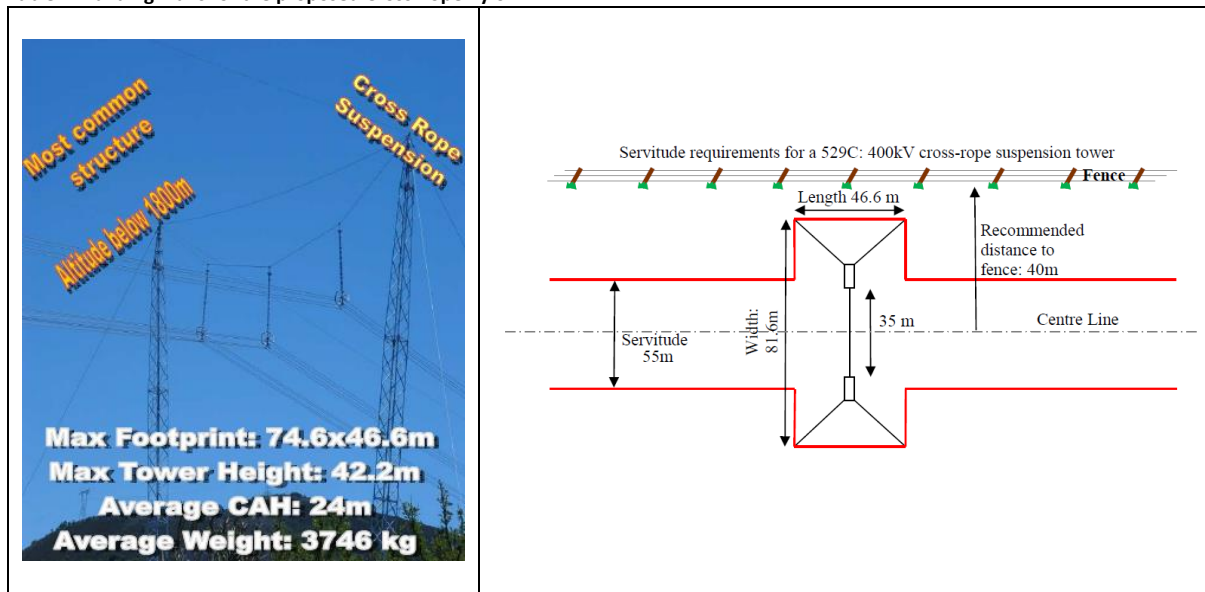 Most common
structure
Altitude below 1800m
Cross Rope
Suspension
Max Footprint: 74.6x46.6m
Max Tower Height: 42.2m
Average CAH: 24m
Average Weight: 3746 kg
Servitude requirements for a 529C: 400kV cross-rope suspension tower
Fence
Length 46.6 m
Recommended
distance to
fence: 40m
Width:
81.6m
35 m
Centre Line
Servitude
55m